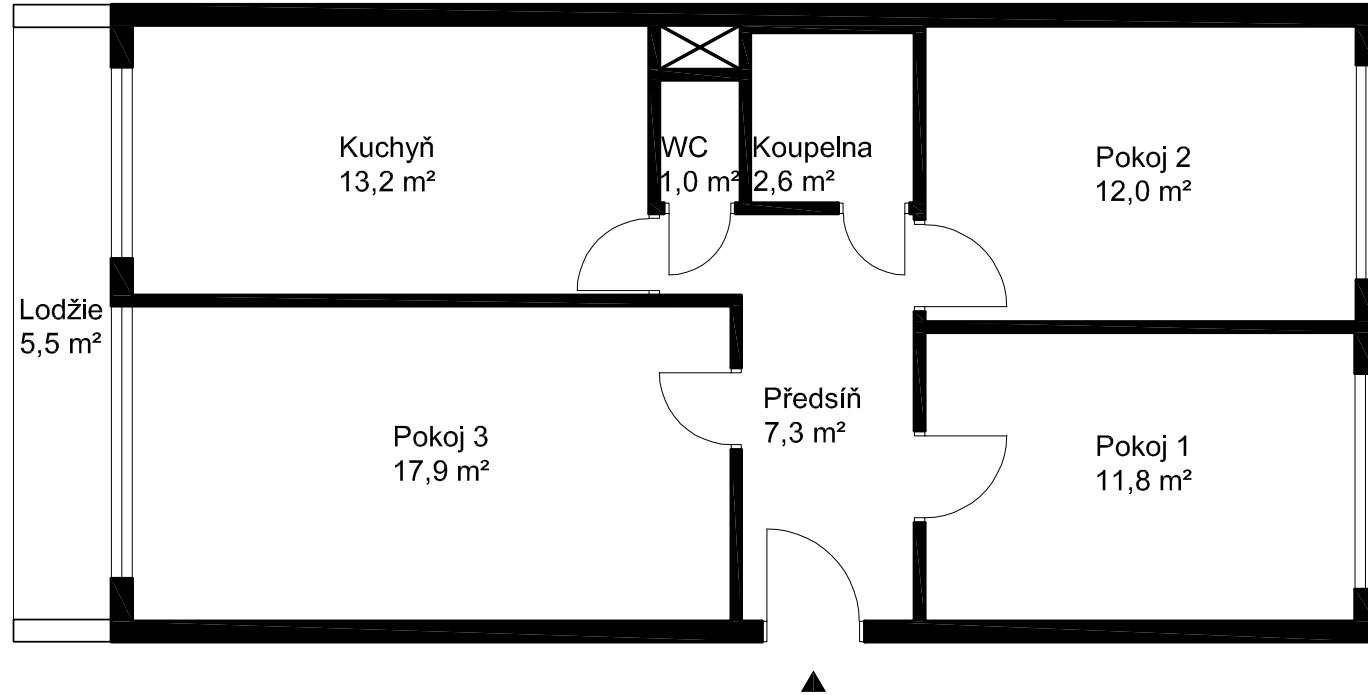 Kuchyň
13,2 m²
WC
1,0 m²
Koupelna
2,6 m²
Pokoj 2
12,0 m²
Lodžie
5,5 m²
Pokoj 3
17,9 m²
Předsíň
7,3 m²
Pokoj 1
11,8 m²